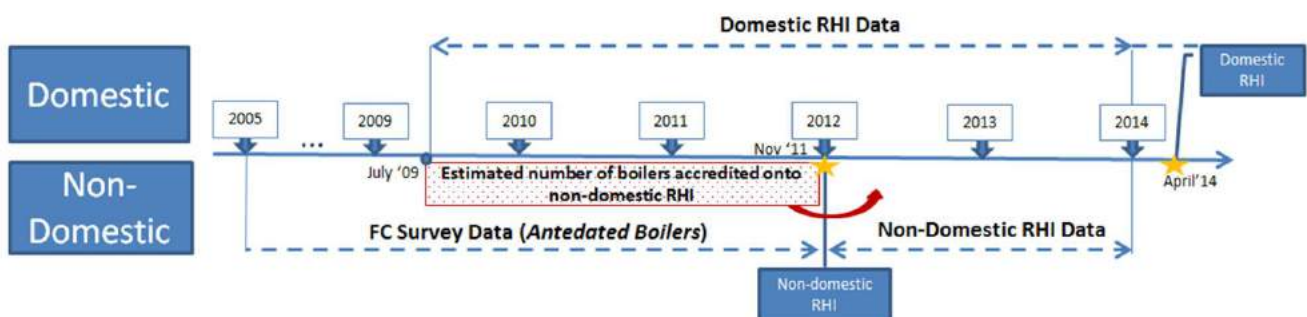 Domestic RHI Data
Domestic
Domestic
RHI
2005
...
2009
2010
2011
2012
2013
2014
Nov '11
July '09
Estimated number of boilers accredited onto
non-domestic RHI
April'14
Non-
Domestic
FC Survey Data (Antedated Boilers)
Non-Domestic RHI Data
Non-domestic
RHI